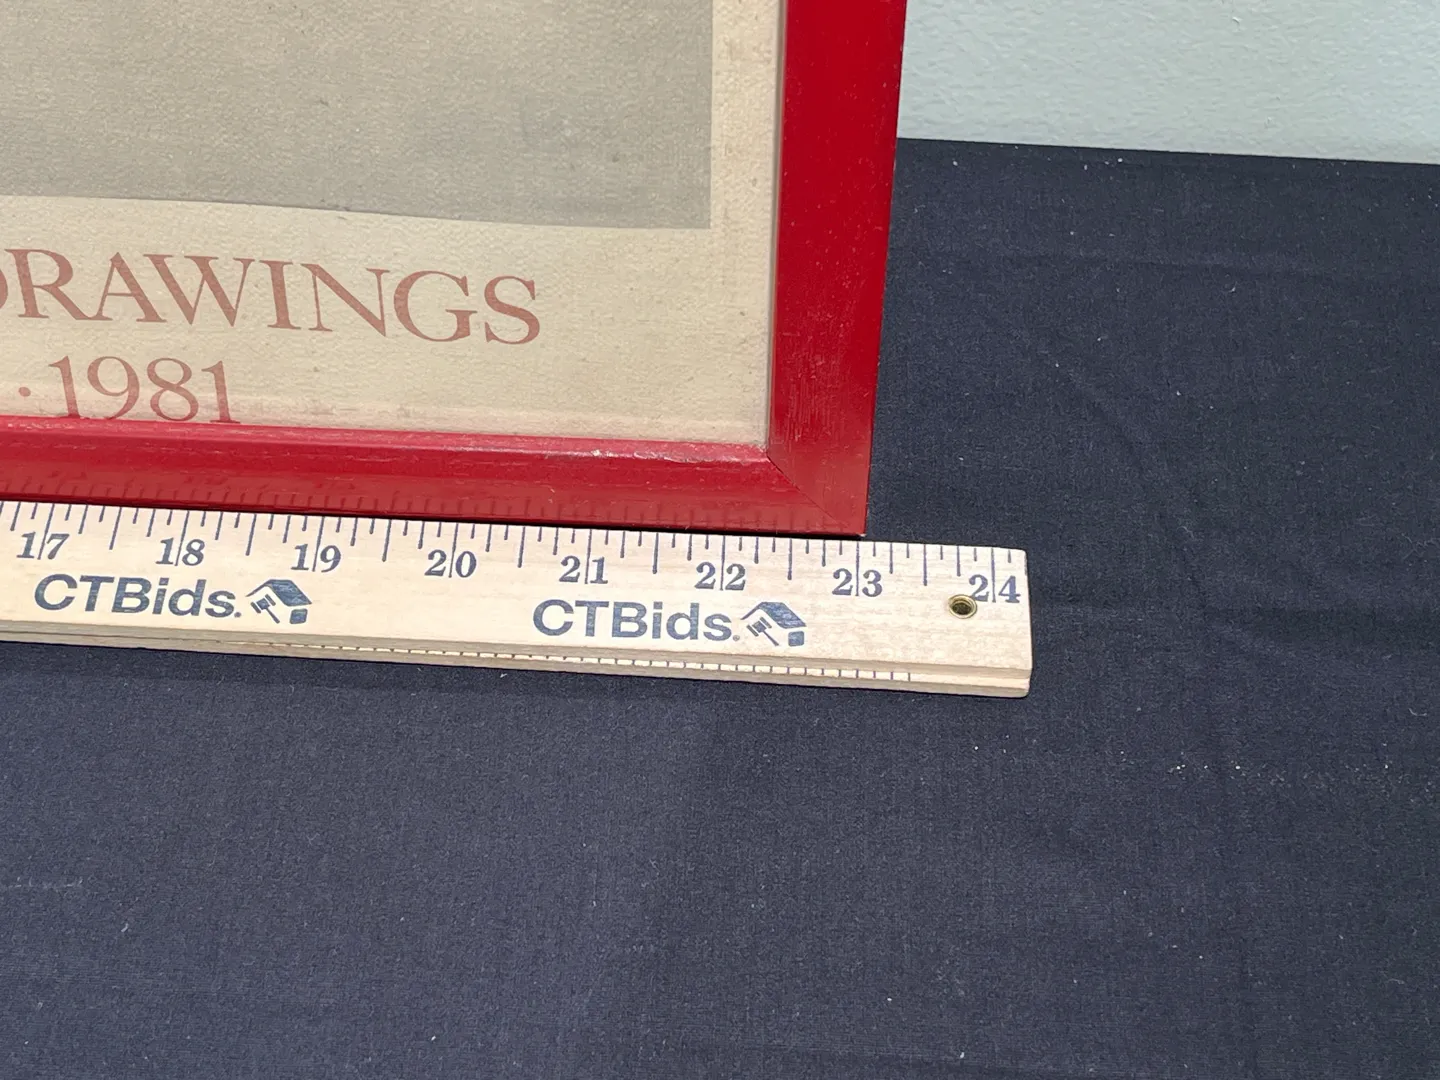 DRAWINGS
· 1981
17 18 19 20 21 22 23 24
CTBids. CTBids.